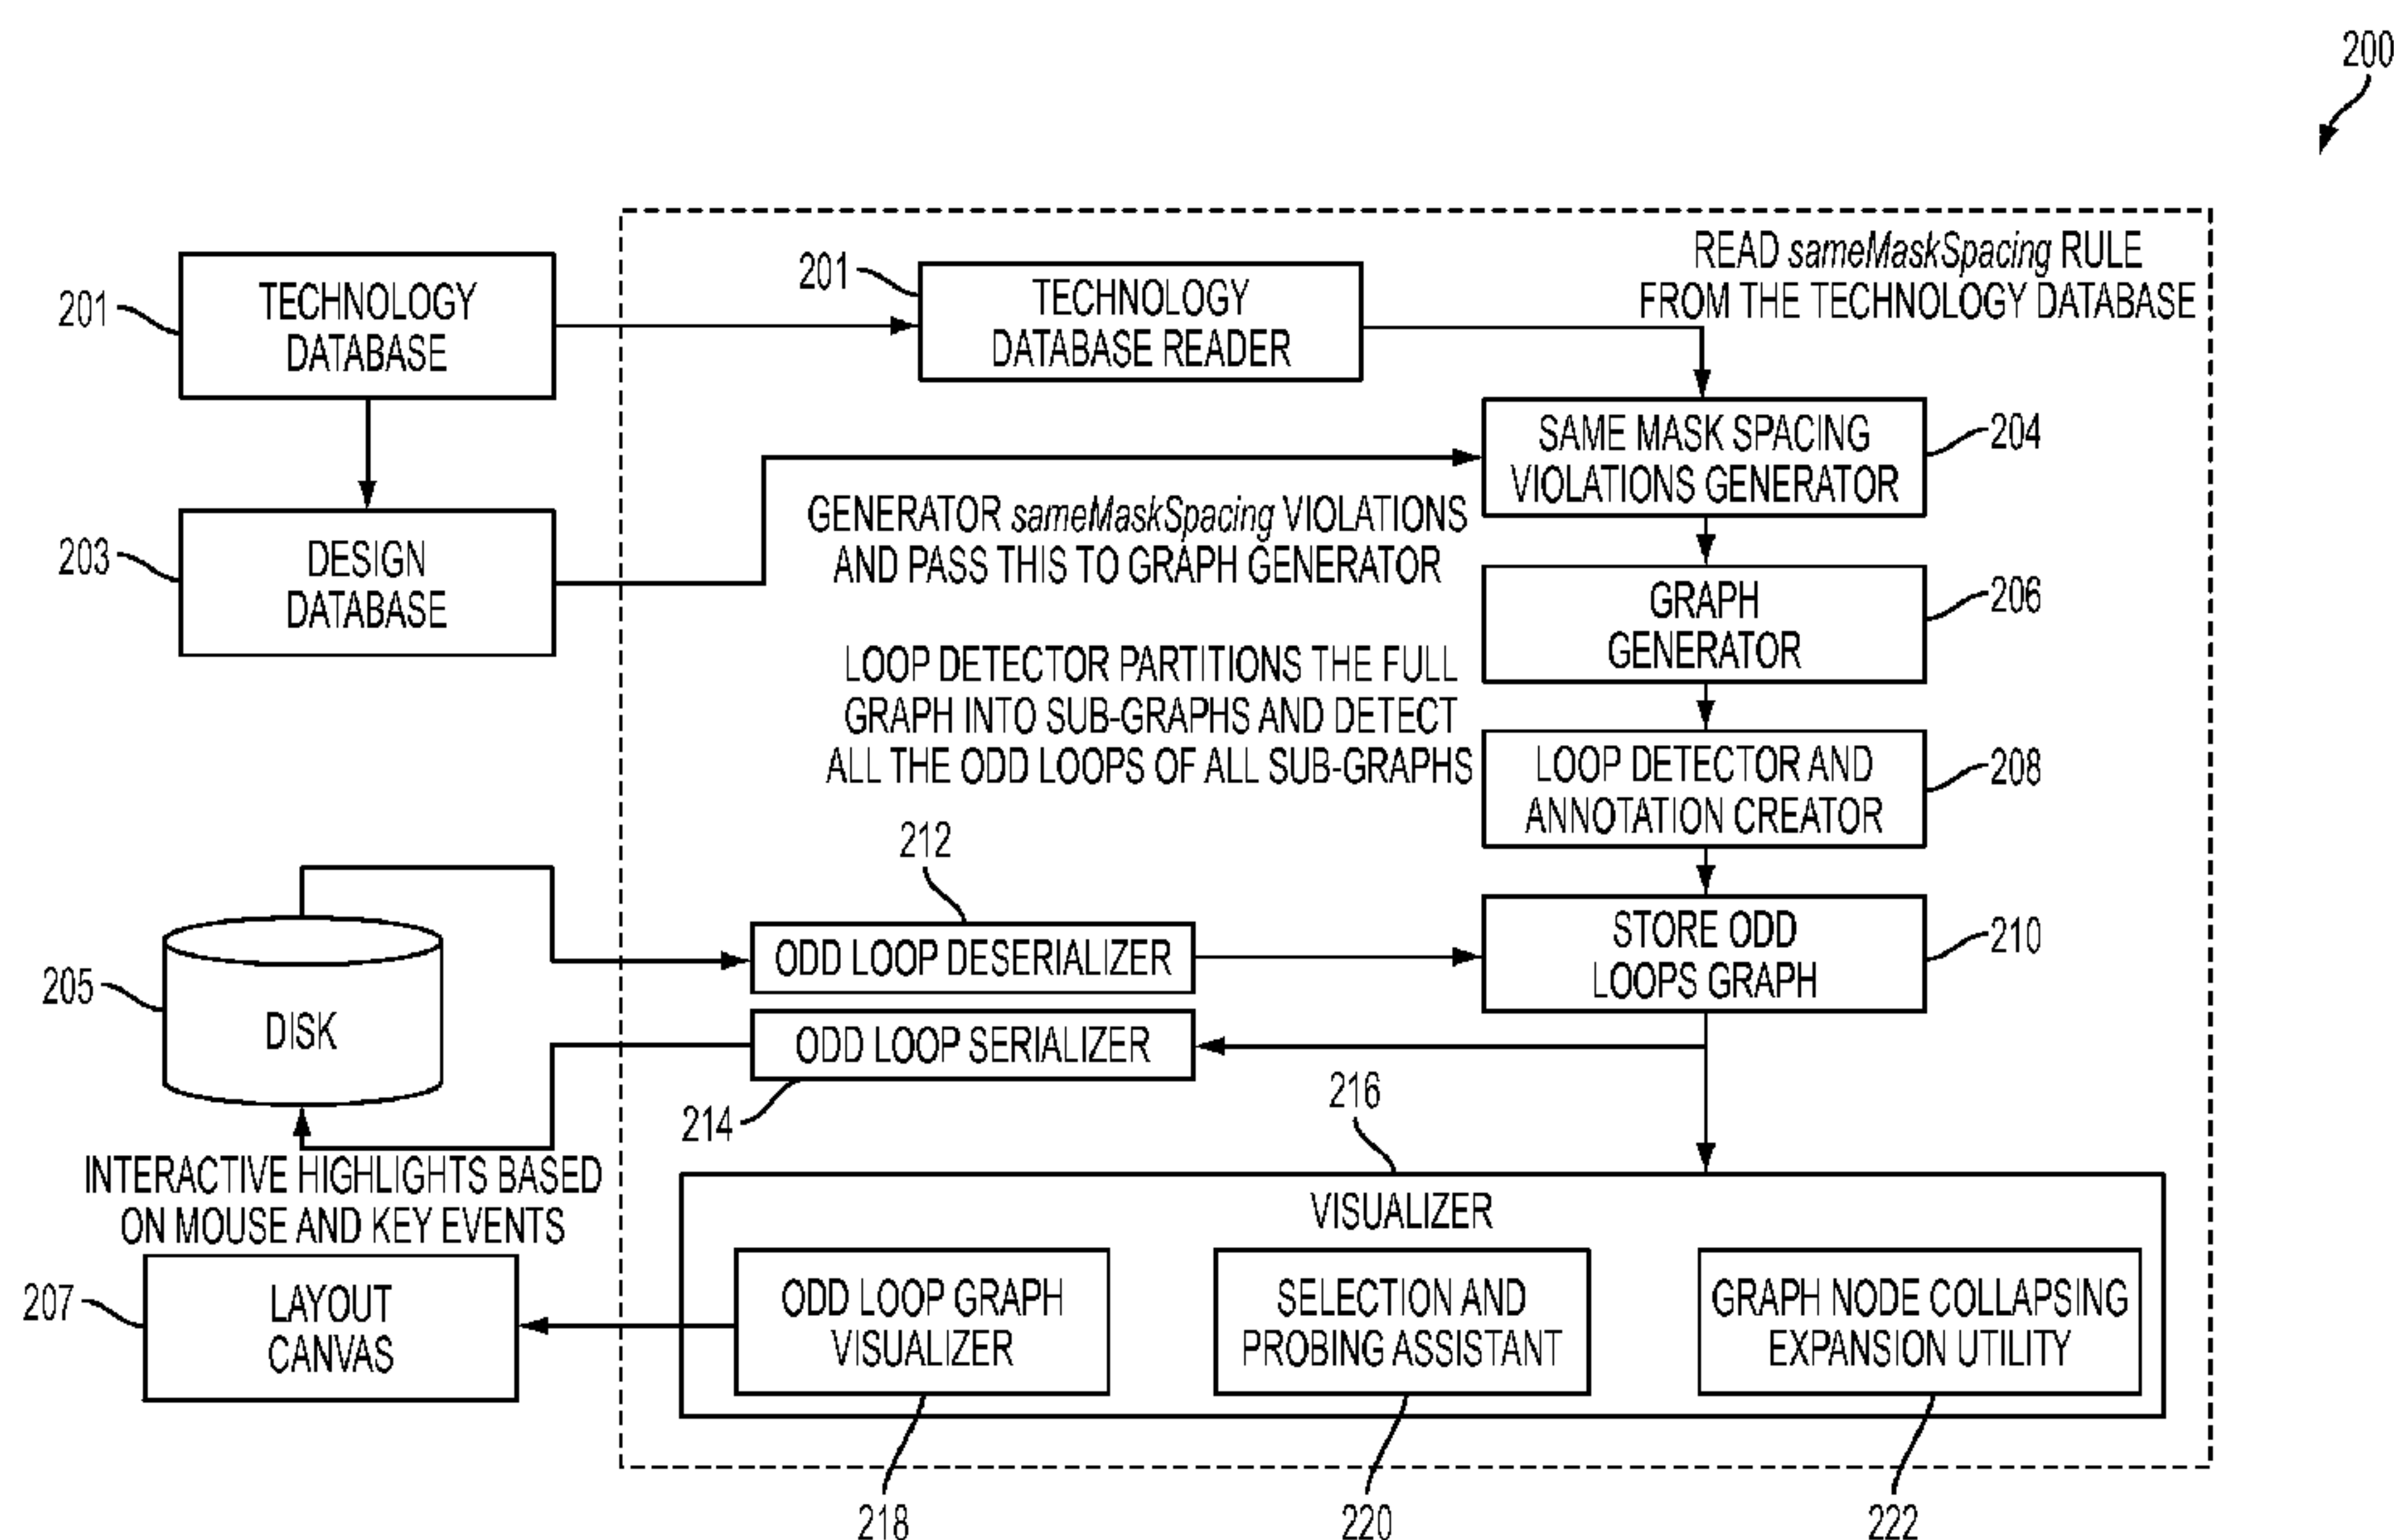 200
201
TECHNOLOGY
DATABASE
201
TECHNOLOGY
DATABASE READER
READ sameMaskSpacing RULE
FROM THE TECHNOLOGY DATABASE
203
DESIGN
DATABASE
SAME MASK SPACING
VIOLATIONS GENERATOR
204
GENERATOR sameMaskSpacing VIOLATIONS
AND PASS THIS TO GRAPH GENERATOR
GRAPH
GENERATOR
206
LOOP DETECTOR PARTITIONS THE FULL
GRAPH INTO SUB-GRAPHS AND DETECT
ALL THE ODD LOOPS OF ALL SUB-GRAPHS
LOOP DETECTOR AND
ANNOTATION CREATOR
208
205
DISK
212
ODD LOOP DESERIALIZER
STORE ODD
LOOPS GRAPH
210
ODD LOOP SERIALIZER
214
INTERACTIVE HIGHLIGHTS BASED
ON MOUSE AND KEY EVENTS
207
LAYOUT
CANVAS
216
VISUALIZER
ODD LOOP GRAPH
VISUALIZER
SELECTION AND
PROBING ASSISTANT
GRAPH NODE COLLAPSING
EXPANSION UTILITY
218
220
222